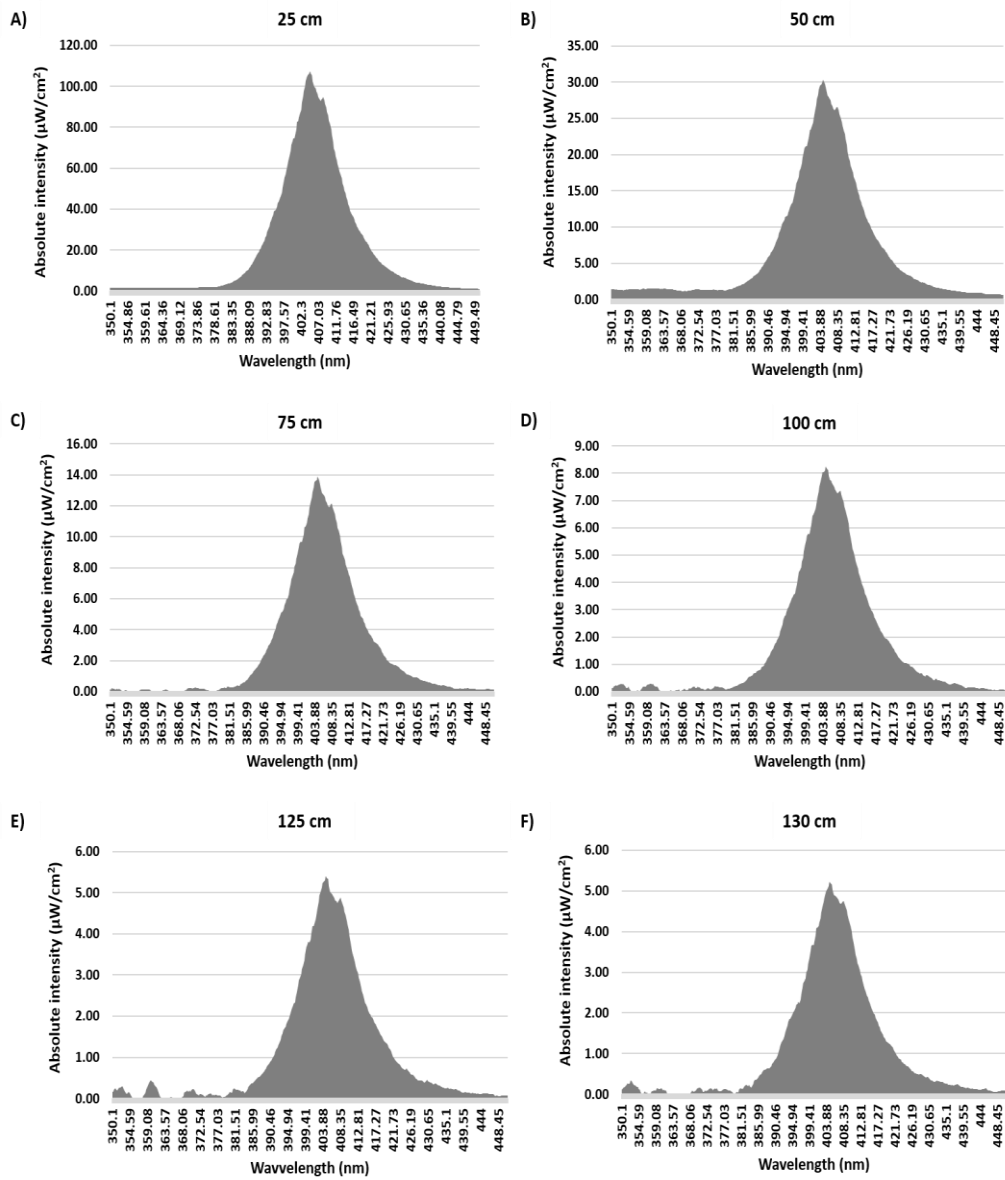 A) 25 cm
Absolute intensity (µW/cm²)
120.00
100.00
80.00
60.00
40.00
20.00
0.00
350.1 354.86 359.61 364.36 369.12 373.86 378.61 383.35 388.09 392.83 397.57 402.3 407.03 411.76 416.49 421.21 425.93 430.65 435.36 440.08 444.79 449.49
Wavelength (nm)
B) 50 cm
Absolute intensity (µW/cm²)
35.00
30.00
25.00
20.00
15.00
10.00
5.00
0.00
350.1 354.59 359.08 363.57 368.06 372.54 377.03 381.51 385.99 390.46 394.94 399.41 403.88 408.35 412.81 417.27 421.73 426.19 430.65 435.1 439.55 444 448.45
Wavelength (nm)
C) 75 cm
Absolute intensity (µW/cm²)
16.00
14.00
12.00
10.00
8.00
6.00
4.00
2.00
0.00
350.1 354.59 359.08 363.57 368.06 372.54 377.03 381.51 385.99 390.46 394.94 399.41 403.88 408.35 412.81 417.27 421.73 426.19 430.65 435.1 439.55 444 448.45
Wavelength (nm)
D) 100 cm
Absolute intensity (µW/cm²)
9.00
8.00
7.00
6.00
5.00
4.00
3.00
2.00
1.00
0.00
350.1 354.59 359.08 363.57 368.06 372.54 377.03 381.51 385.99 390.46 394.94 399.41 403.88 408.35 412.81 417.27 421.73 426.19 430.65 435.1 439.55 444 448.45
Wavelength (nm)
E) 125 cm
Absolute intensity (µW/cm²)
6.00
5.00
4.00
3.00
2.00
1.00
0.00
350.1 354.59 359.08 363.57 368.06 372.54 377.03 381.51 385.99 390.46 394.94 399.41 403.88 408.35 412.81 417.27 421.73 426.19 430.65 435.1 439.55 444 448.45
Wavvelength (nm)
F) 130 cm
Absolute intensity (µW/cm²)
6.00
5.00
4.00
3.00
2.00
1.00
0.00
350.1 354.59 359.08 363.57 368.06 372.54 377.03 381.51 385.99 390.46 394.94 399.41 403.88 408.35 412.81 417.27 421.73 426.19 430.65 435.1 439.55 444 448.45
Wavelength (nm)